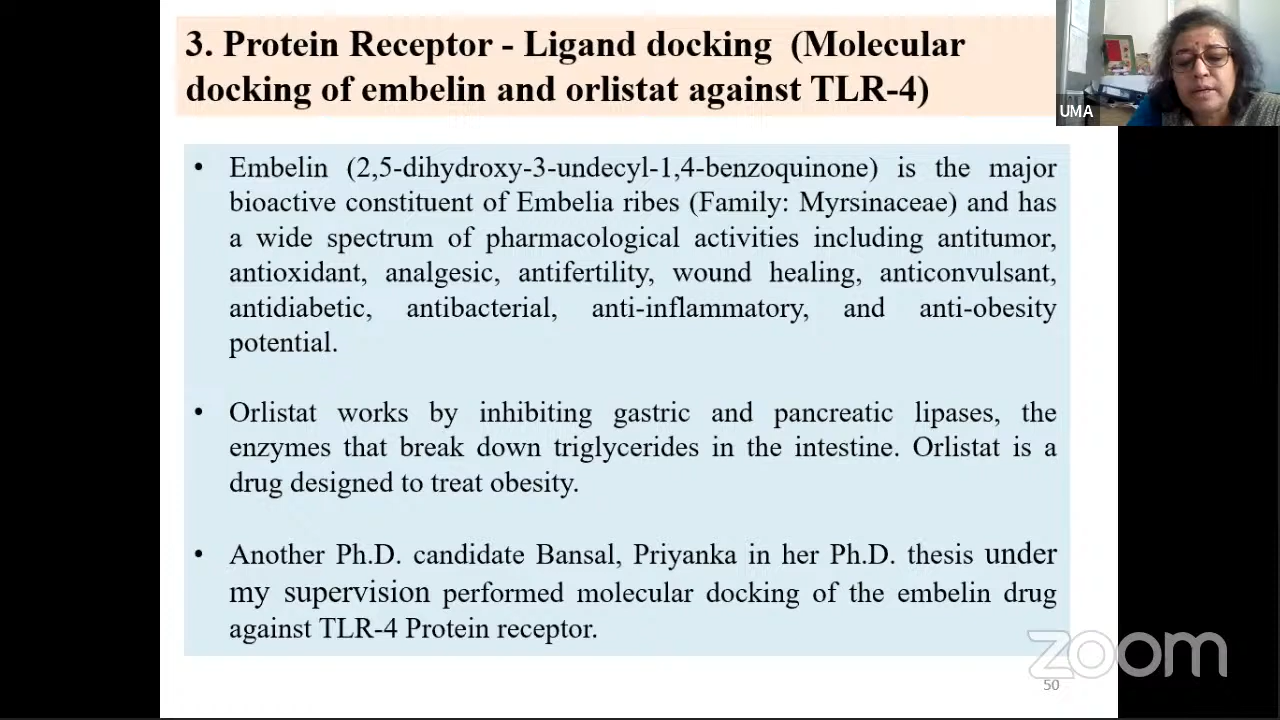 3. Protein Receptor - Ligand docking (Molecular
docking of embelin and orlistat against TLR-4)
UMA
• Embelin (2,5-dihydroxy-3-undecyl-1,4-benzoquinone) is the major
bioactive constituent of Embelia ribes (Family: Myrsinaceae) and has
a wide spectrum of pharmacological activities including antitumor,
antioxidant, analgesic, antifertility, wound healing, anticonvulsant,
antidiabetic, antibacterial, anti-inflammatory, and anti-obesity
potential.
• Orlistat works by inhibiting gastric and pancreatic lipases, the
enzymes that break down triglycerides in the intestine. Orlistat is a
drug designed to treat obesity.
• Another Ph.D. candidate Bansal, Priyanka in her Ph.D. thesis under
my supervision performed molecular docking of the embelin drug
against TLR-4 Protein receptor.
zoom
50